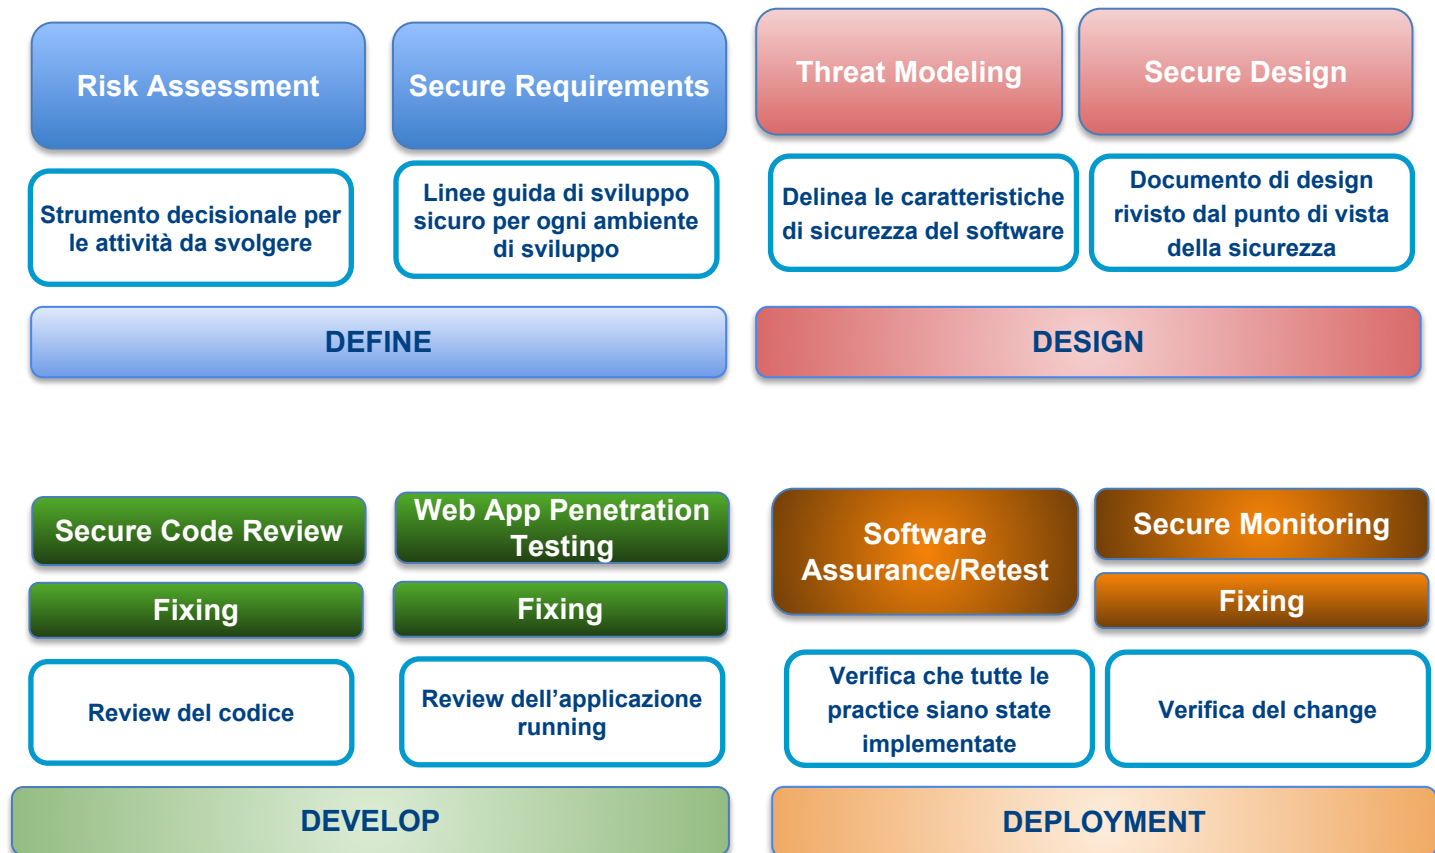 Risk Assessment
Secure Requirements
Threat Modeling
Secure Design
Strumento decisionale per
le attività da svolgere
Linee guida di sviluppo
sicuro per ogni ambiente
di sviluppo
Delinea le caratteristiche
di sicurezza del software
Documento di design
rivisto dal punto di vista
della sicurezza
DEFINE
DESIGN
Secure Code Review
Fixing
Web App Penetration
Testing
Fixing
Software
Assurance/Retest
Secure Monitoring
Fixing
Review del codice
Review dell’applicazione
running
Verifica che tutte le
practice siano state
implementate
Verifica del change
DEVELOP
DEPLOYMENT